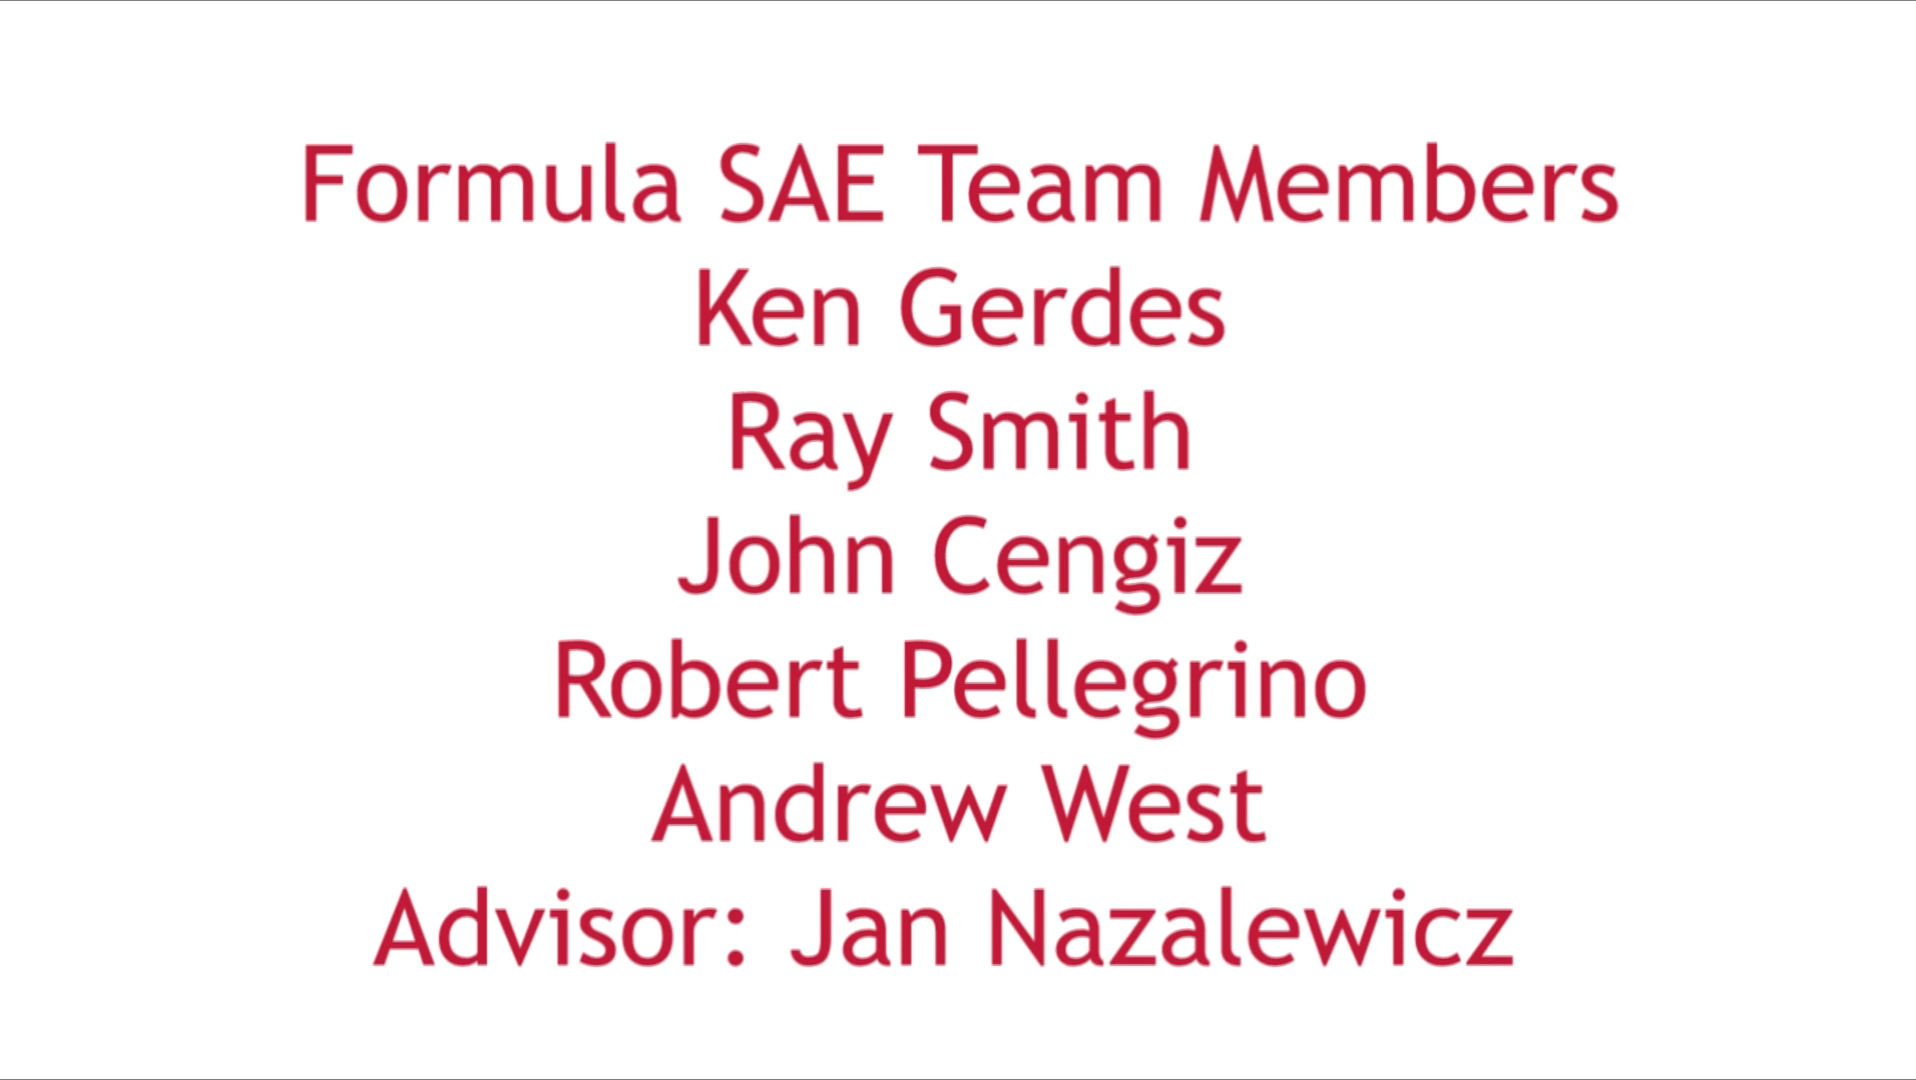 Formula SAE Team Members
Ken Gerdes
Ray Smith
John Cengiz
Robert Pellegrino
Andrew West
Advisor: Jan Nazalewicz